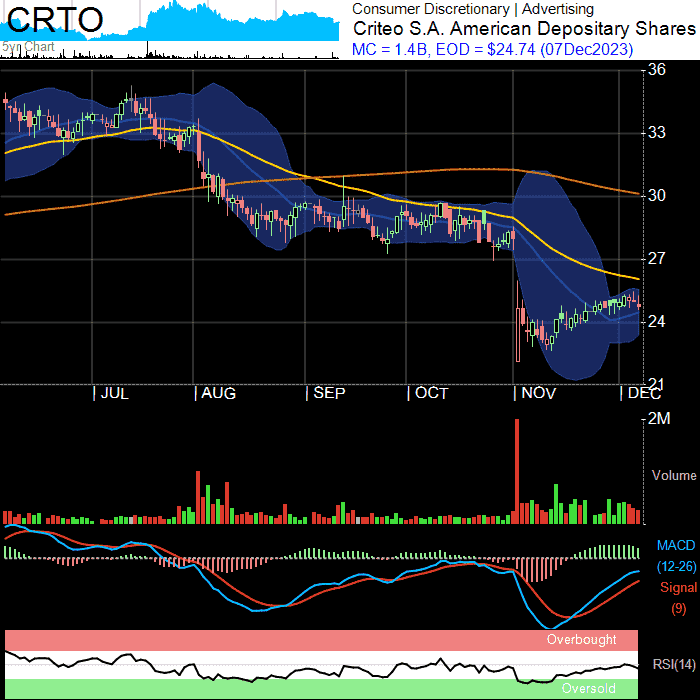 CRTO
Consumer Discretionary | Advertising
Criteo S.A. American Depositary Shares
5yr Chart
MC = 1.4B, EOD = $24.74 (07Dec2023)
36
33
30
27
24
21
JUL AUG SEP OCT NOV DEC
2M
Volume
MACD
(12-26)
Signal
(9)
Overbought
RSI(14)
Oversold